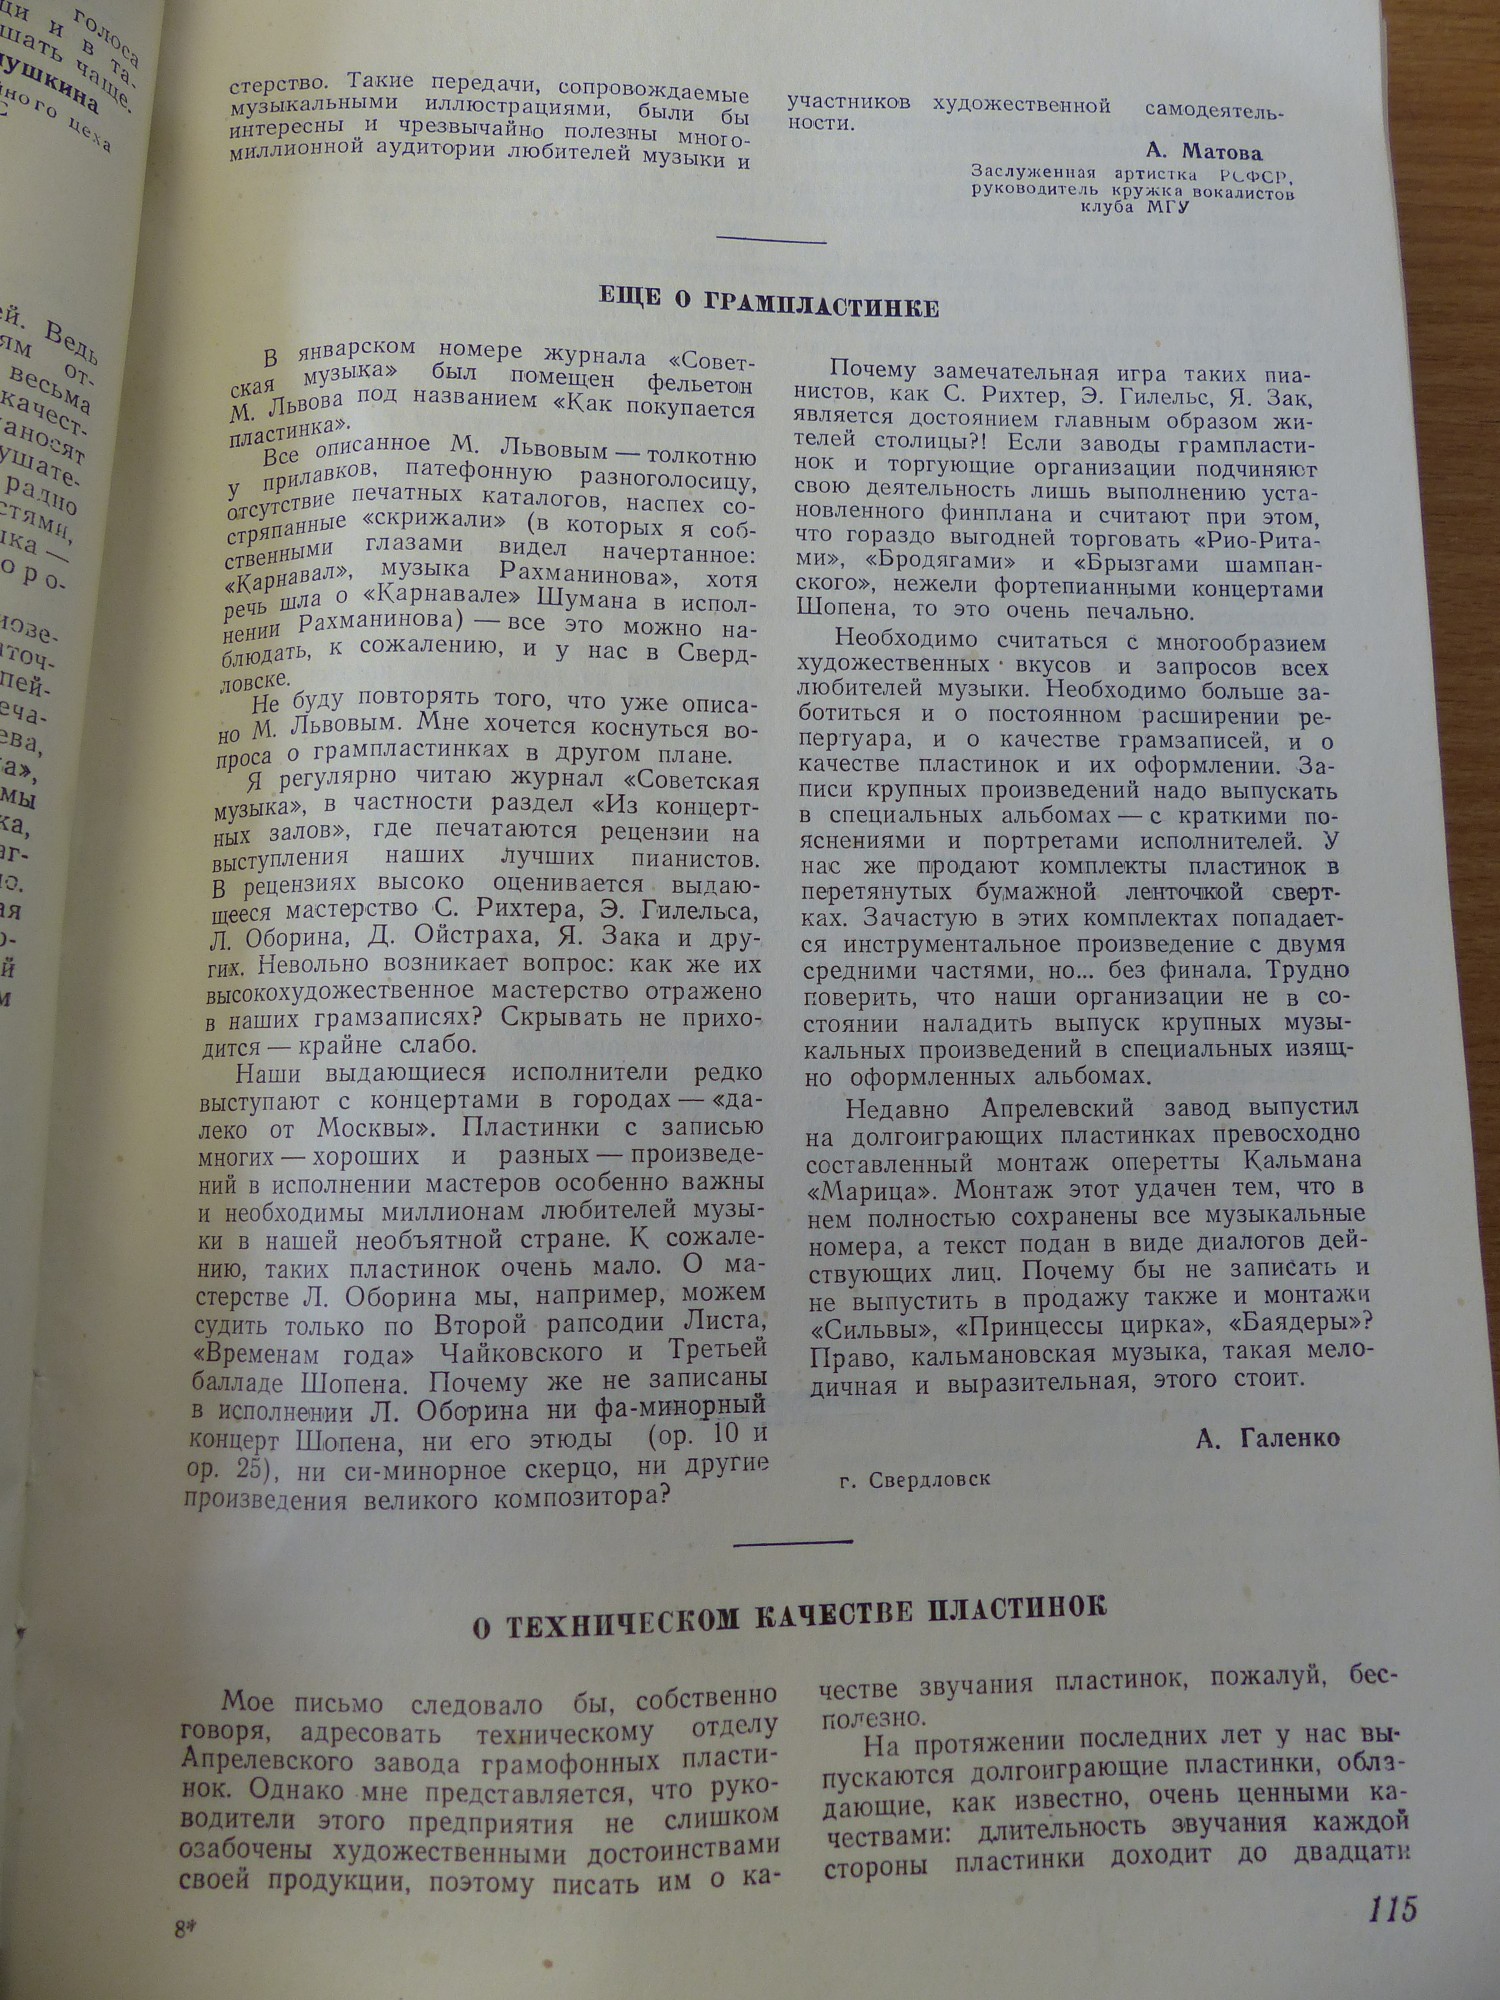 голоса
ци и в та-
шать чаще.
пушкина
йного цеха
стерство. Такие передачи, сопровождаемые
музыкальными иллюстрациями, были бы
интересны и чрезвычайно полезны много-
миллионной аудитории любителей музыки и
участников художественной самодеятель-
ности.
А. Матова
Заслуженная артистка РСФСР,
руководитель кружка вокалистов
клуба МГУ
ЕЩЕ О ГРАМПЛАСТИНКЕ
В январском номере журнала «Совет-
ская музыка» был помещен фельетон
М. Львова под названием «Как покупается
пластинка».
Все описанное М. Львовым — толкотню
у прилавков, патефонную разноголосицу,
отсутствие печатных каталогов, наспех со-
стряпанные «скрижали» (в которых я соб-
ственными глазами видел начертанное:
«Карнавал», музыка Рахманинова», хотя
речь шла о «Карнавале» Шумана в испол-
нении Рахманинова) — все это можно на-
блюдать, к сожалению, и у нас в Сверд-
ловске.
Не буду повторять того, что уже описа-
но М. Львовым. Мне хочется коснуться во-
проса о грампластинках в другом плане.
Я регулярно читаю журнал «Советская
музыка», в частности раздел «Из концерт-
ных залов», где печатаются рецензии на
выступления наших лучших пианистов.
В рецензиях высоко оценивается выдаю-
щееся мастерство С. Рихтера, Э. Гилельса,
Л. Оборина, Д. Ойстраха, Я. Зака и дру-
гих. Невольно возникает вопрос: как же их
высокохудожественное мастерство отражено
в наших грамзаписях? Скрывать не прихо-
дится — крайне слабо.
Наши выдающиеся исполнители редко
выступают с концертами в городах — «да-
леко от Москвы». Пластинки с записью
многих — хороших и разных — произведе-
ний в исполнении мастеров особенно важны
и необходимы миллионам любителей музы-
ки в нашей необъятной стране. К сожале-
нию, таких пластинок очень мало. О ма-
стерстве Л. Оборина мы, например, можем
судить только по Второй рапсодии Листа,
«Временам года» Чайковского и Третьей
балладе Шопена. Почему же не записаны
в исполнении Л. Оборина ни фа-минорный
концерт Шопена, ни его этюды (op. 10 и
op. 25), ни си-минорное скерцо, ни другие
произведения великого композитора?
Почему замечательная игра таких пиа-
нистов, как С. Рихтер, Э. Гилельс, Я. Зак,
является достоянием главным образом жи-
телей столицы?! Если заводы грампласти-
нок и торгующие организации подчиняют
свою деятельность лишь выполнению уста-
новленного финплана и считают при этом,
что гораздо выгодней торговать «Рио-Рита-
ми», «Бродягами» и «Брызгами шампан-
ского», нежели фортепианными концертами
Шопена, то это очень печально.
Необходимо считаться с многообразием
художественных вкусов и запросов всех
любителей музыки. Необходимо больше за-
ботиться и о постоянном расширении ре-
пертуара, и о качестве грамзаписей, и о
качестве пластинок и их оформлении. За-
писи крупных произведений надо выпускать
в специальных альбомах — с краткими по-
яснениями и портретами исполнителей. У
нас же продают комплекты пластинок в
перетянутых бумажной ленточкой сверт-
ках. Зачастую в этих комплектах попадает-
ся инструментальное произведение с двумя
средними частями, но... без финала. Трудно
поверить, что наши организации не в со-
стоянии наладить выпуск крупных музы-
кальных произведений в специальных изящ-
но оформленных альбомах.
Недавно Апрелевский завод выпустил
на долгоиграющих пластинках превосходно
составленный монтаж оперетты Кальмана
«Марица». Монтаж этот удачен тем, что в
нем полностью сохранены все музыкальные
номера, а текст подан в виде диалогов дей-
ствующих лиц. Почему бы не записать и
не выпустить в продажу также и монтажи
«Сильвы», «Принцессы цирка», «Баядеры»?
Право, кальмановская музыка, такая мело-
дичная и выразительная, этого стоит.
А. Галенко
г. Свердловск
О ТЕХНИЧЕСКОМ КАЧЕСТВЕ ПЛАСТИНОК
Мое письмо следовало бы, собственно
говоря, адресовать техническому отделу
Апрелевского завода грамофонных пласти-
нок. Однако мне представляется, что руко-
водители этого предприятия не слишком
озабочены художественными достоинствами
своей продукции, поэтому писать им о ка-
честве звучания пластинок, пожалуй, бес-
полезно.
На протяжении последних лет у нас вы-
пускаются долгоиграющие пластинки, обла-
дающие, как известно, очень ценными ка-
чествами: длительность звучания каждой
стороны пластинки доходит до двадцати
8*
115